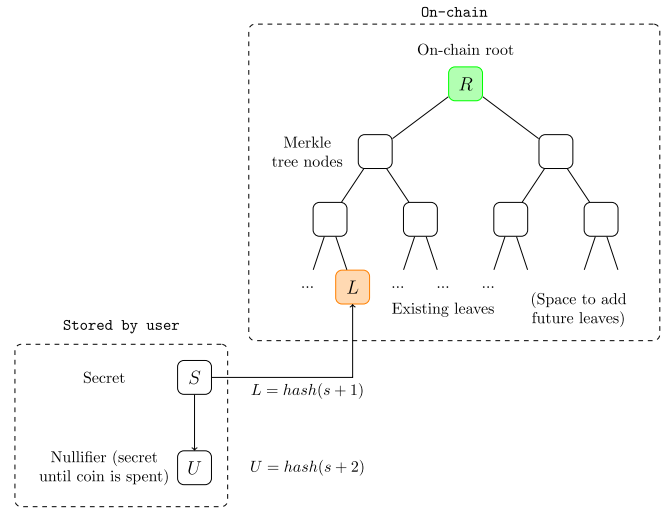 On-chain
On-chain root
R
Merkle
tree nodes
...
L
...
...
...
Existing leaves
(Space to add
future leaves)
Stored by user
Secret
S
L = hash(s + 1)
Nullifier (secret
until coin is spent)
U
U = hash(s + 2)